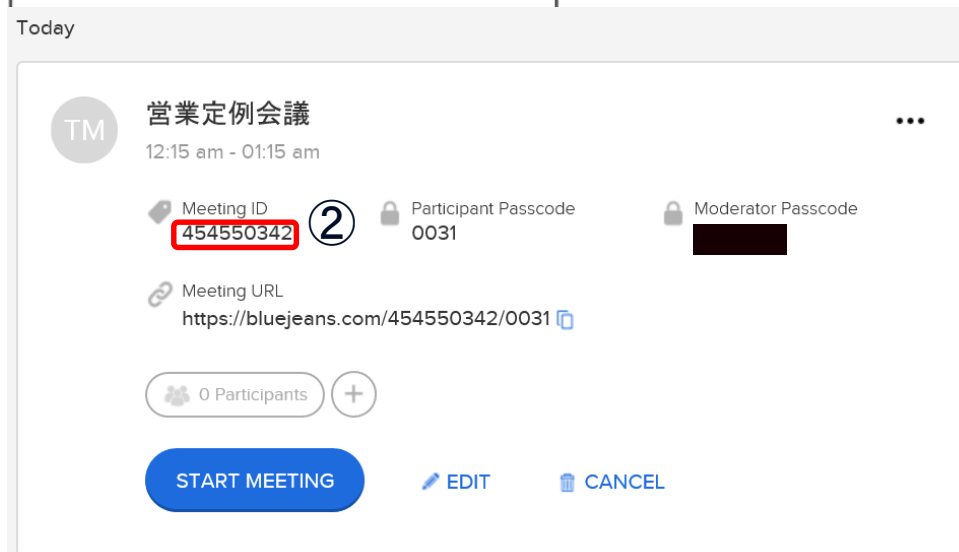 Today
TM
営業定例会議
12:15 am - 01:15 am
Meeting ID
454550342
②
Participant Passcode
0031
Moderator Passcode
Meeting URL
https://bluejeans.com/454550342/0031
0 Participants
START MEETING
EDIT
CANCEL